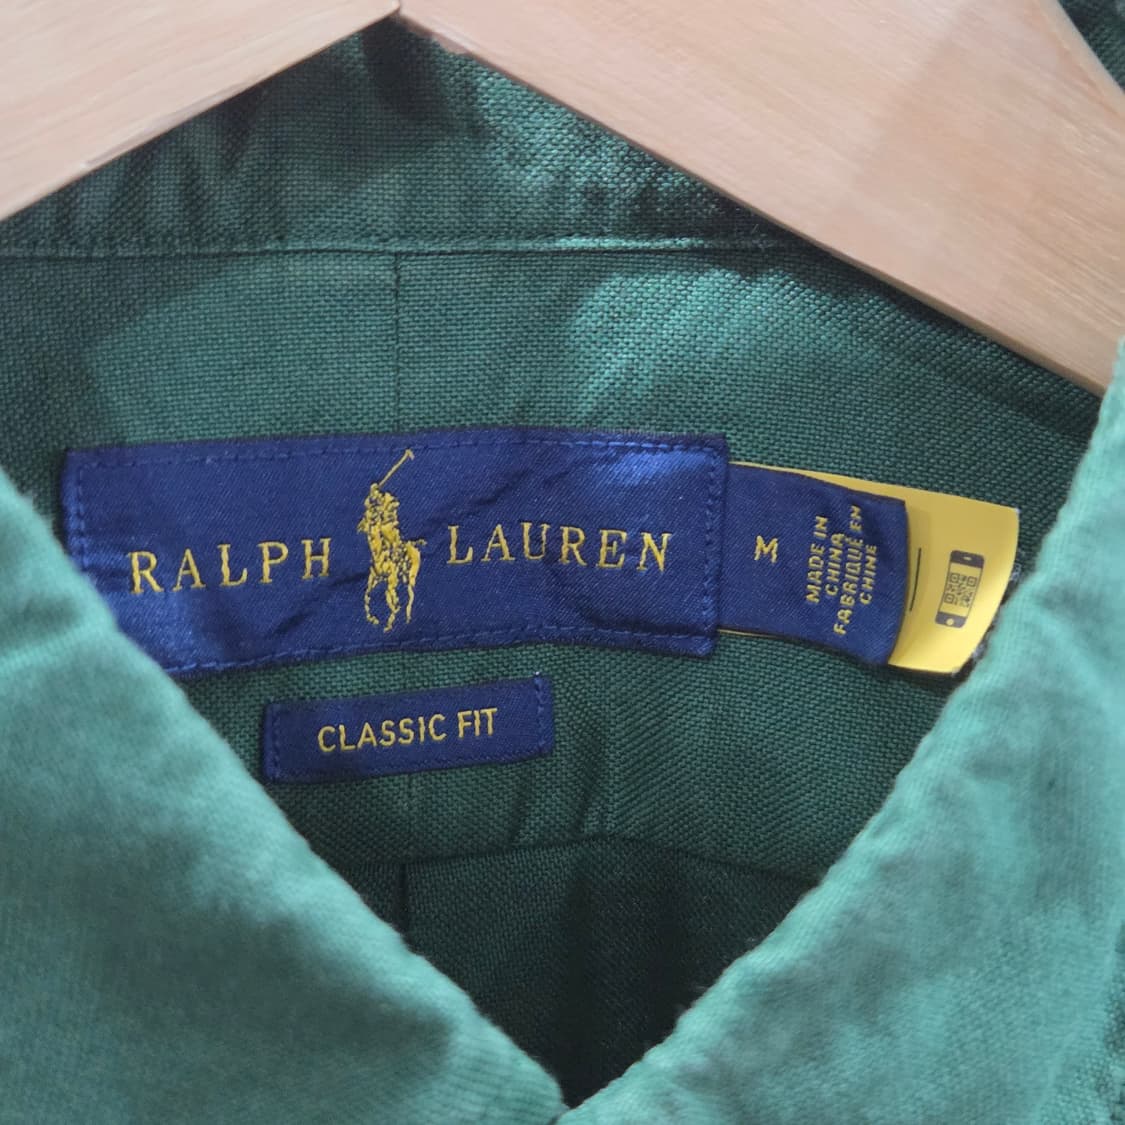 RALPH LAUREN
M
MADE IN
CHINA
FABRIQUÉ EN
CHINE
CLASSIC FIT